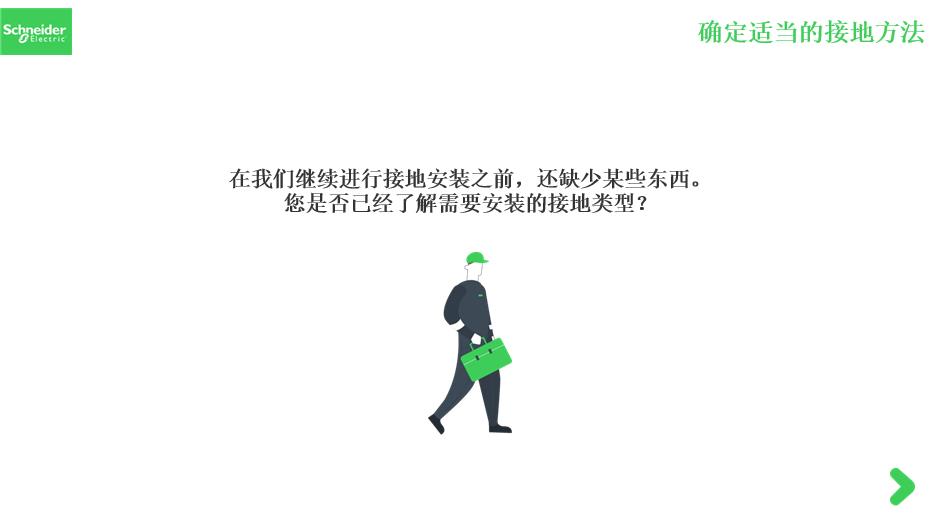 Schneider
Electric
确定适当的接地方法
在我们继续进行接地安装之前，还缺少某些东西。
您是否已经了解需要安装的接地类型？